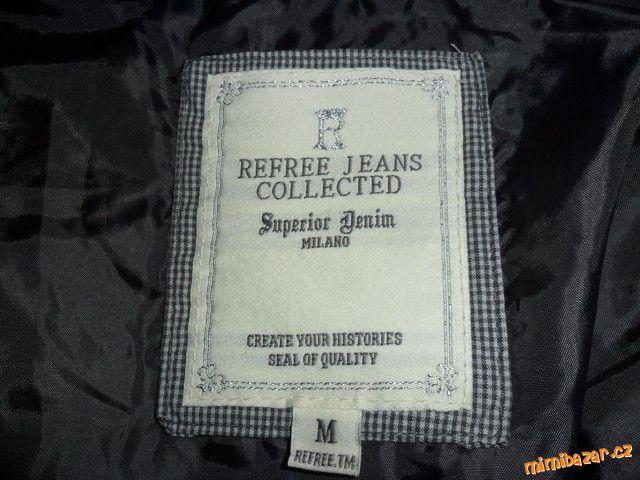 R
REFREE JEANS
COLLECTED
Superior Denim
MILANO
CREATE YOUR HISTORIES
SEAL OF QUALITY
M
REFREE.TM
mimibazar.cz